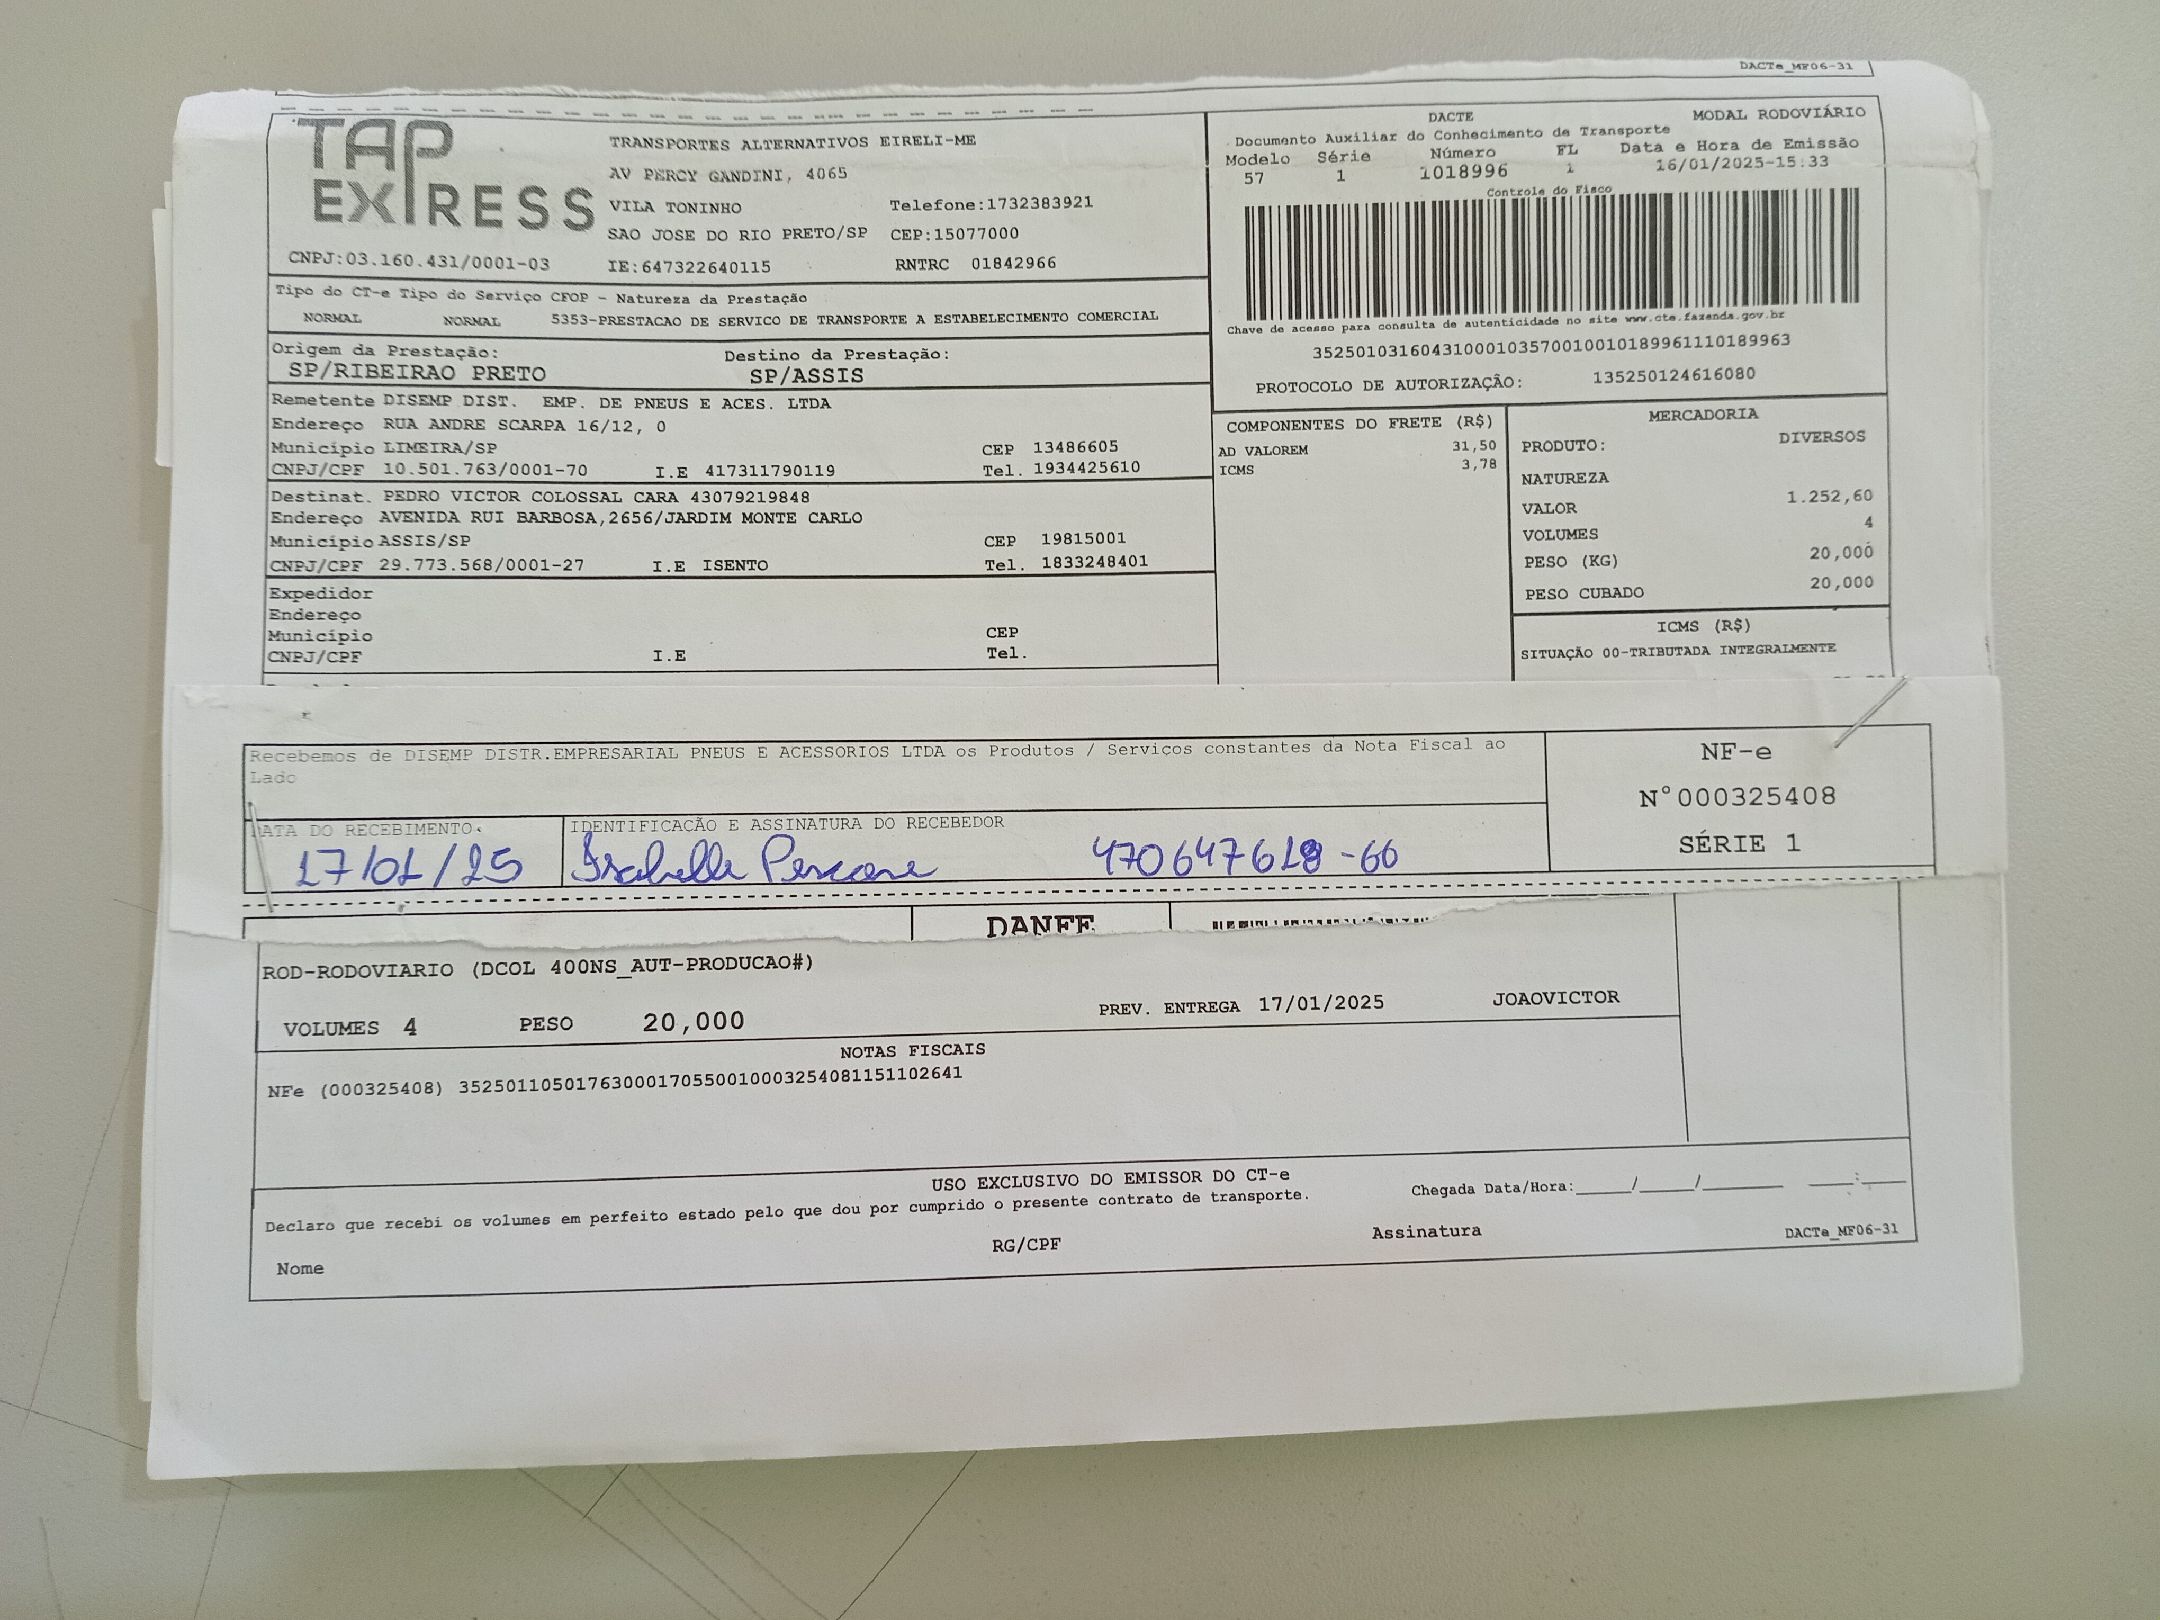 DACTe_MF06-31
TAP EXPRESS
TRANSPORTES ALTERNATIVOS EIRELI-ME
AV PERCY GANDINI, 4065
VILA TONINHO Telefone:1732383921
SAO JOSE DO RIO PRETO/SP CEP:15077000
CNPJ:03.160.431/0001-03 IE:647322640115 RNTRC 01842966
DACTE MODAL RODOVIÁRIO
Documento Auxiliar do Conhecimento de Transporte
Modelo Série Número FL Data e Hora de Emissão
57 1 1018996 1 16/01/2025-15:33
Controle do Fisco
Chave de acesso para consulta de autenticidade no site www.cte.fazenda.gov.br
35250103160431000103570010010189961110189963
PROTOCOLO DE AUTORIZAÇÃO: 135250124616080
Tipo do CT-e Tipo do Serviço CFOP - Natureza da Prestação
NORMAL NORMAL 5353-PRESTACAO DE SERVICO DE TRANSPORTE A ESTABELECIMENTO COMERCIAL
Origem da Prestação: Destino da Prestação:
SP/RIBEIRAO PRETO SP/ASSIS
Remetente DISEMP DIST. EMP. DE PNEUS E ACES. LTDA
Endereço RUA ANDRE SCARPA 16/12, 0
Município LIMEIRA/SP CEP 13486605
CNPJ/CPF 10.501.763/0001-70 I.E 417311790119 Tel. 1934425610
Destinat. PEDRO VICTOR COLOSSAL CARA 43079219848
Endereço AVENIDA RUI BARBOSA,2656/JARDIM MONTE CARLO
Município ASSIS/SP CEP 19815001
CNPJ/CPF 29.773.568/0001-27 I.E ISENTO Tel. 1833248401
Expedidor
Endereço
Município CEP
CNPJ/CPF I.E Tel.
COMPONENTES DO FRETE (R$)
AD VALOREM 31,50
ICMS 3,78
MERCADORIA
PRODUTO: DIVERSOS
NATUREZA
VALOR 1.252,60
VOLUMES 4
PESO (KG) 20,000
PESO CUBADO 20,000
ICMS (R$)
SITUAÇÃO 00-TRIBUTADA INTEGRALMENTE
Recebemos de DISEMP DISTR.EMPRESARIAL PNEUS E ACESSORIOS LTDA os Produtos / Serviços constantes da Nota Fiscal ao
Lado
NF-e
N°000325408
SÉRIE 1
DATA DO RECEBIMENTO. IDENTIFICAÇÃO E ASSINATURA DO RECEBEDOR
17/01/25 Isabelle 470647618-66
DANFE
ROD-RODOVIARIO (DCOL 400NS_AUT-PRODUCAO#)
VOLUMES 4 PESO 20,000 PREV. ENTREGA 17/01/2025 JOAOVICTOR
NOTAS FISCAIS
NFe (000325408) 35250110501763000170550010003254081151102641
USO EXCLUSIVO DO EMISSOR DO CT-e
Declaro que recebi os volumes em perfeito estado pelo que dou por cumprido o presente contrato de transporte. Chegada Data/Hora:_____/_____/________ ____:____
Nome RG/CPF Assinatura DACTe_MF06-31